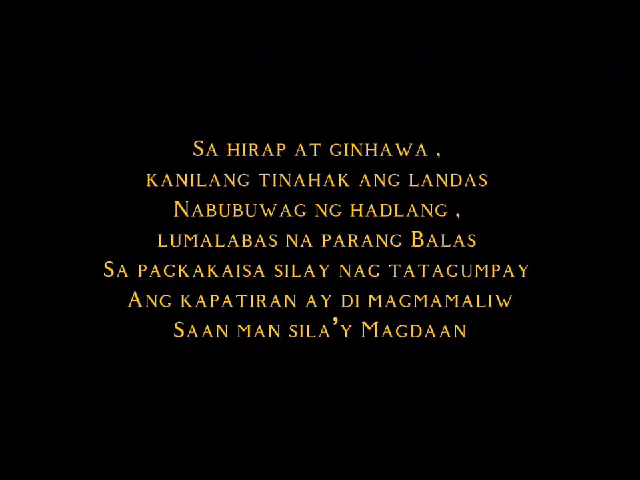 Sa hirap at ginhawa ,
kanilang tinahak ang landas
Nabubuwag ng hadlang ,
lumalabas na parang Balas
Sa pagkakaisa silay nag tatagumpay
Ang kapatiran ay di magmamaliw
Saan man sila'y Magdaan